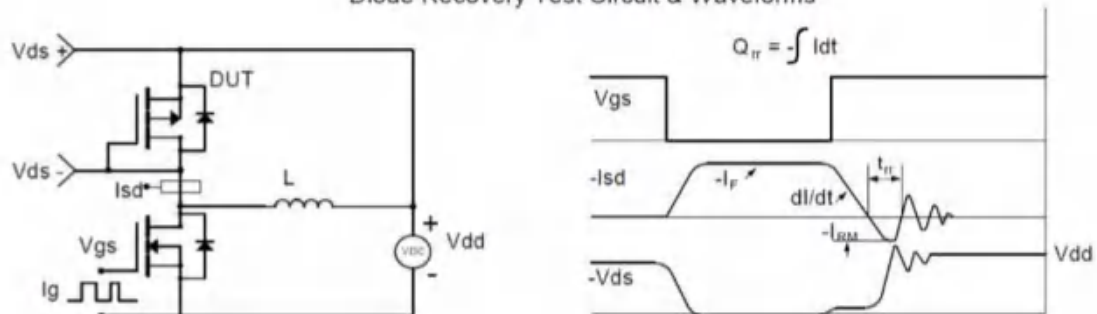 Diode Recovery Test Circuit & Waveforms
Vds +
DUT
Vds -
Isd
L
Vgs
Ig
VDC
+
-
Vdd
Qrr = -∫ Idt
Vgs
-Isd
-IF
dI/dt
trr
-IRM
-Vds
Vdd